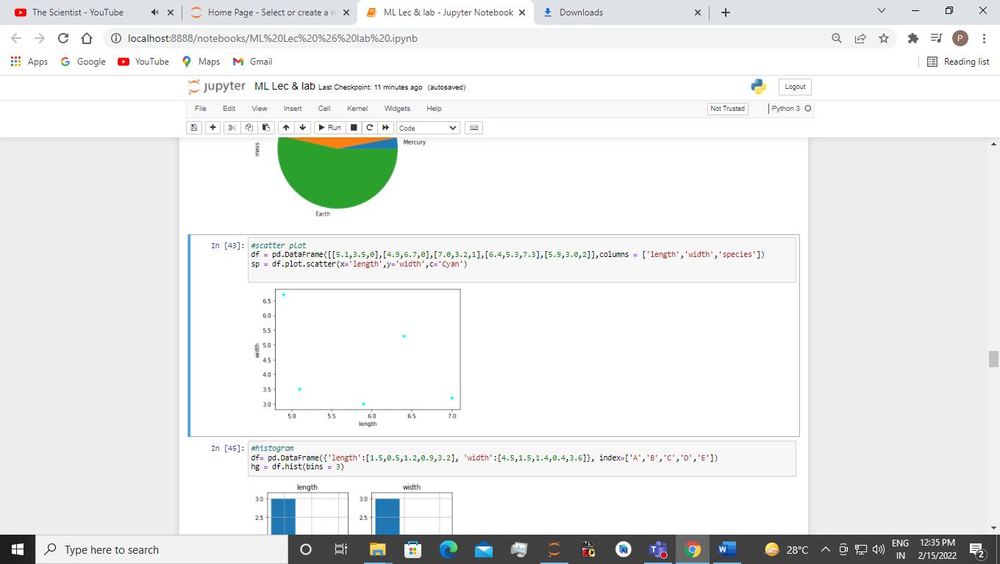 The Scientist - YouTube
Home Page - Select or create a n
ML Lec & lab - Jupyter Notebook
Downloads
localhost:8888/notebooks/ML%20Lec%20%26%20lab%20.ipynb
P
Apps
Google
YouTube
Maps
Gmail
Reading list
jupyter ML Lec & lab Last Checkpoint: 11 minutes ago (autosaved)
Logout
File Edit View Insert Cell Kernel Widgets Help
Not Trusted
Python 3
Run
Code
mass
Mercury
Earth
In [43]:
#scatter plot
df = pd.DataFrame([[5.1,3.5,0],[4.9,6.7,0],[7.0,3.2,1],[6.4,5.3,7.3],[5.9,3.0,2]],columns = ['length','width','species'])
sp = df.plot.scatter(x='length',y='width',c='Cyan')
6.5
6.0
5.5
5.0
4.5
4.0
3.5
3.0
width
5.0 5.5 6.0 6.5 7.0
length
In [45]:
#histogram
df= pd.DataFrame({'length':[1.5,0.5,1.2,0.9,3.2], 'width':[4.5,1.5,1.4,0.4,3.6]}, index=['A','B','C','D','E'])
hg = df.hist(bins = 3)
length width
3.0 3.0
2.5 2.5
Type here to search
28°C
ENG
IN
12:35 PM
2/15/2022
2